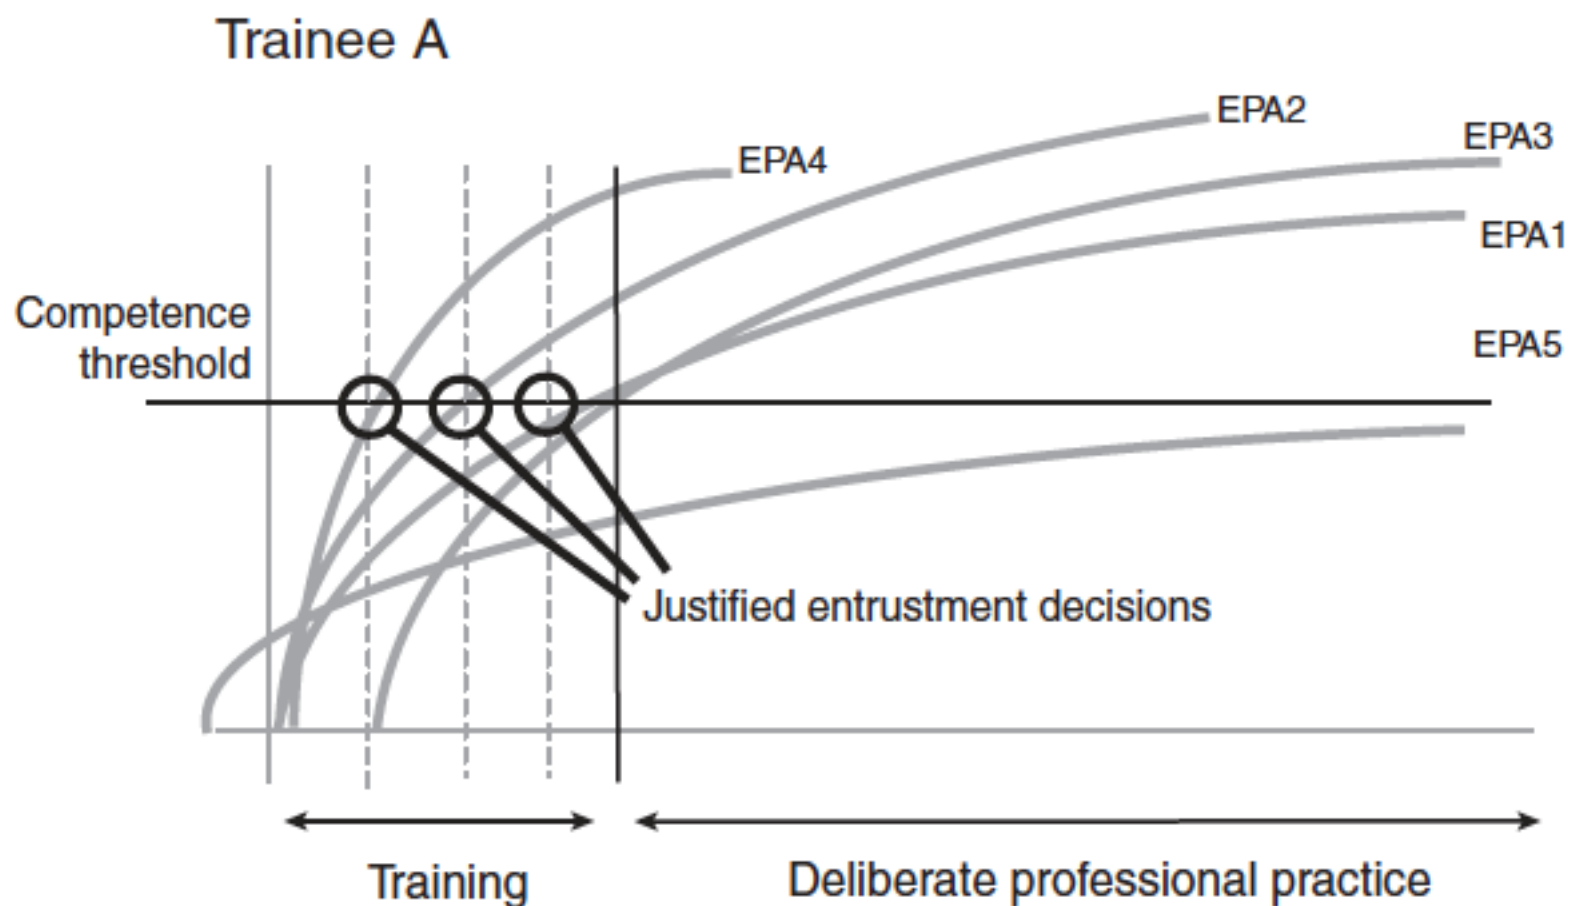 Trainee A
EPA2
EPA3
EPA4
EPA1
Competence
threshold
EPA5
Justified entrustment decisions
Training
Deliberate professional practice